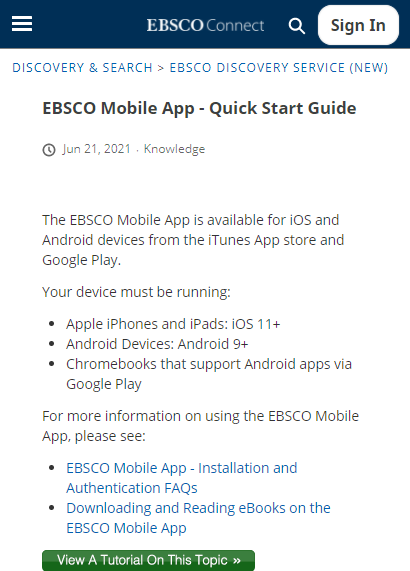 EBSCO Connect
Sign In
DISCOVERY & SEARCH > EBSCO DISCOVERY SERVICE (NEW)
EBSCO Mobile App - Quick Start Guide
Jun 21, 2021 · Knowledge
The EBSCO Mobile App is available for iOS and
Android devices from the iTunes App store and
Google Play.
Your device must be running:
• Apple iPhones and iPads: iOS 11+
• Android Devices: Android 9+
• Chromebooks that support Android apps via
Google Play
For more information on using the EBSCO Mobile
App, please see:
• EBSCO Mobile App - Installation and
Authentication FAQs
• Downloading and Reading eBooks on the
EBSCO Mobile App
View A Tutorial On This Topic »